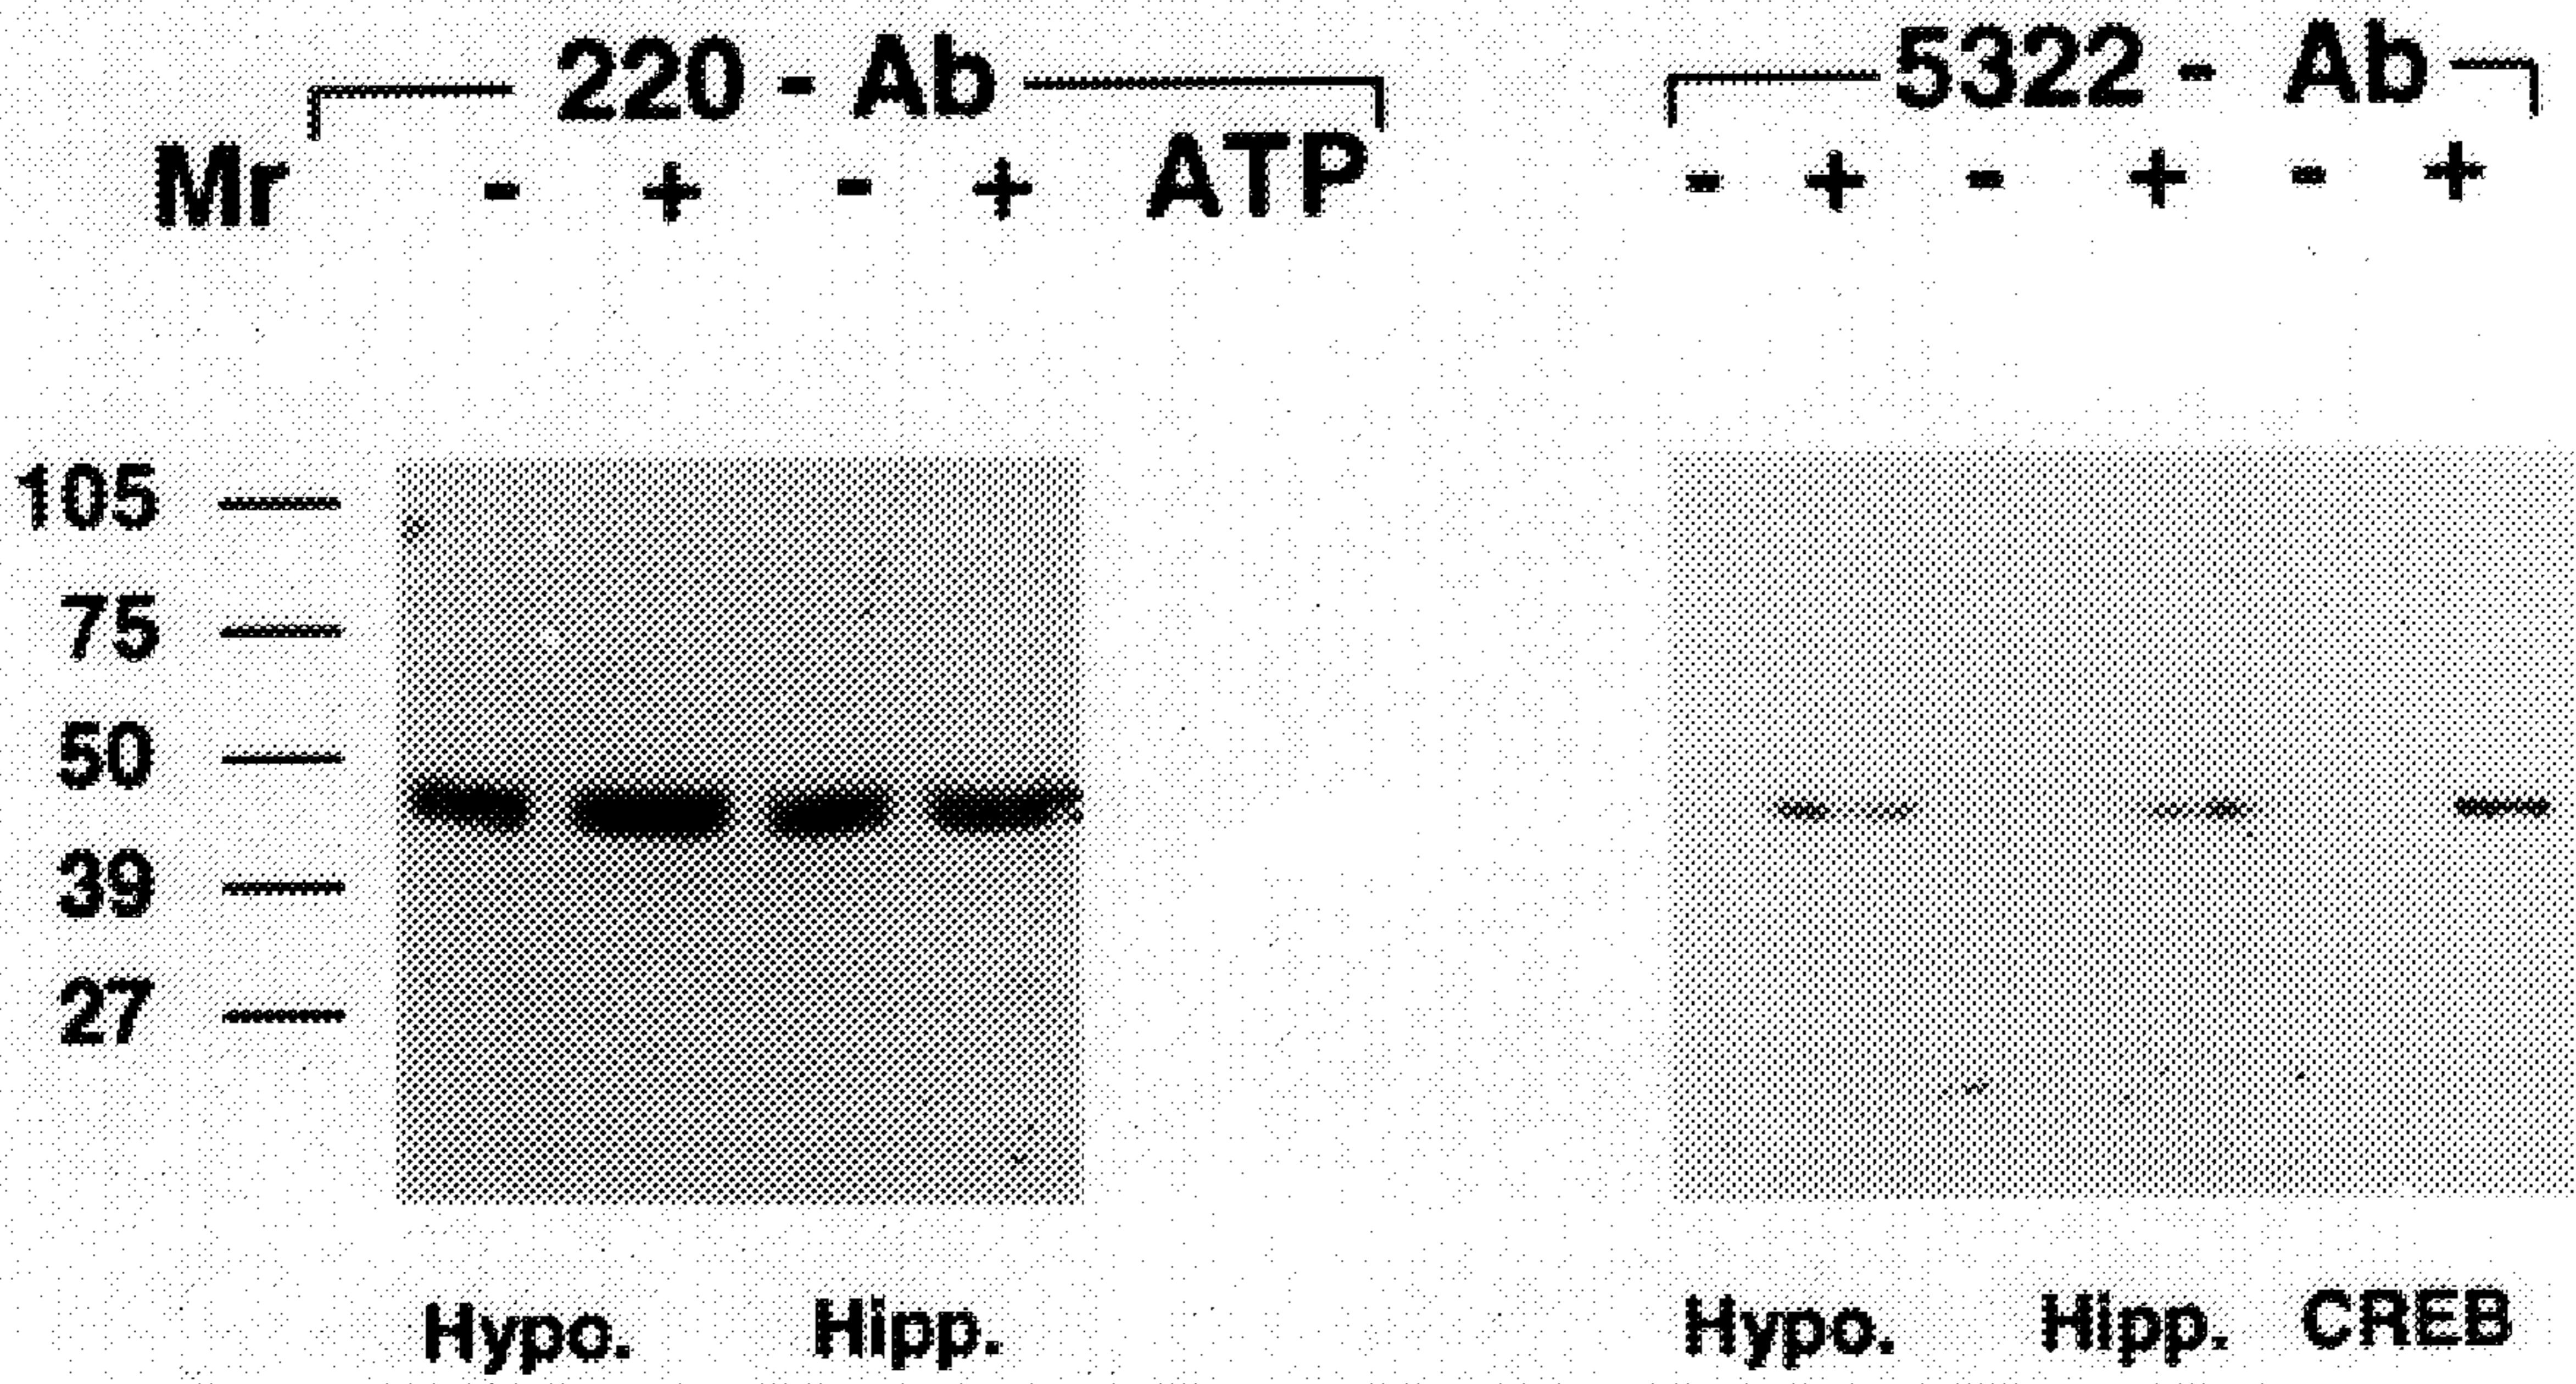 220 - Ab 5322 - Ab
Mr - + - + ATP - + - + - +
105
75
50
39
27
Hypo. Hipp. Hypo. Hipp. CREB